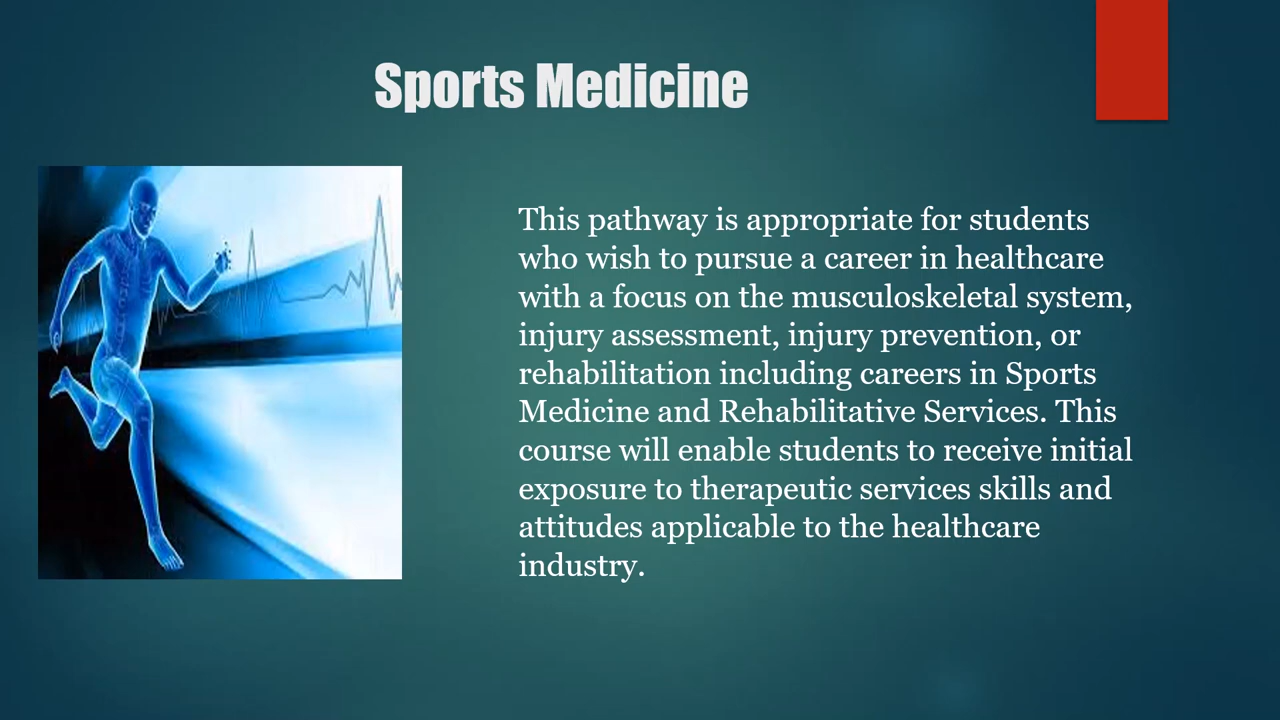 Sports Medicine
This pathway is appropriate for students
who wish to pursue a career in healthcare
with a focus on the musculoskeletal system,
injury assessment, injury prevention, or
rehabilitation including careers in Sports
Medicine and Rehabilitative Services. This
course will enable students to receive initial
exposure to therapeutic services skills and
attitudes applicable to the healthcare
industry.